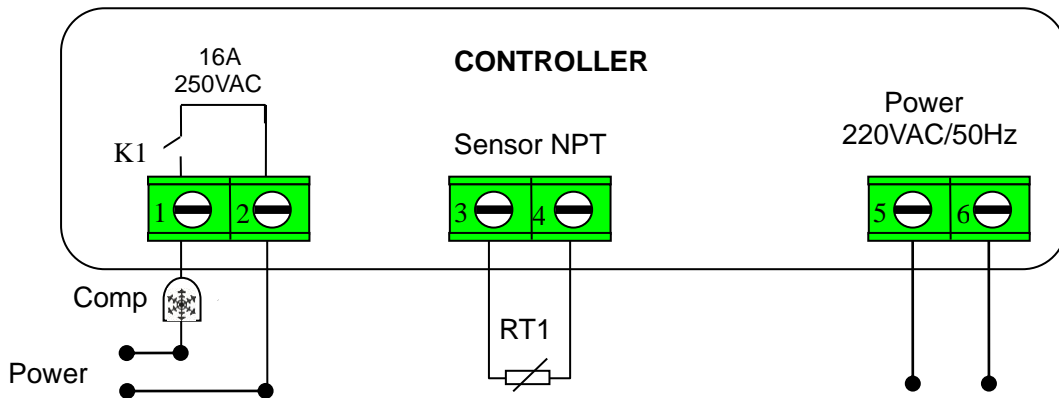 16A
250VAC
CONTROLLER
Power
220VAC/50Hz
K1
Sensor NPT
1 2
3 4
5 6
Comp
RT1
Power